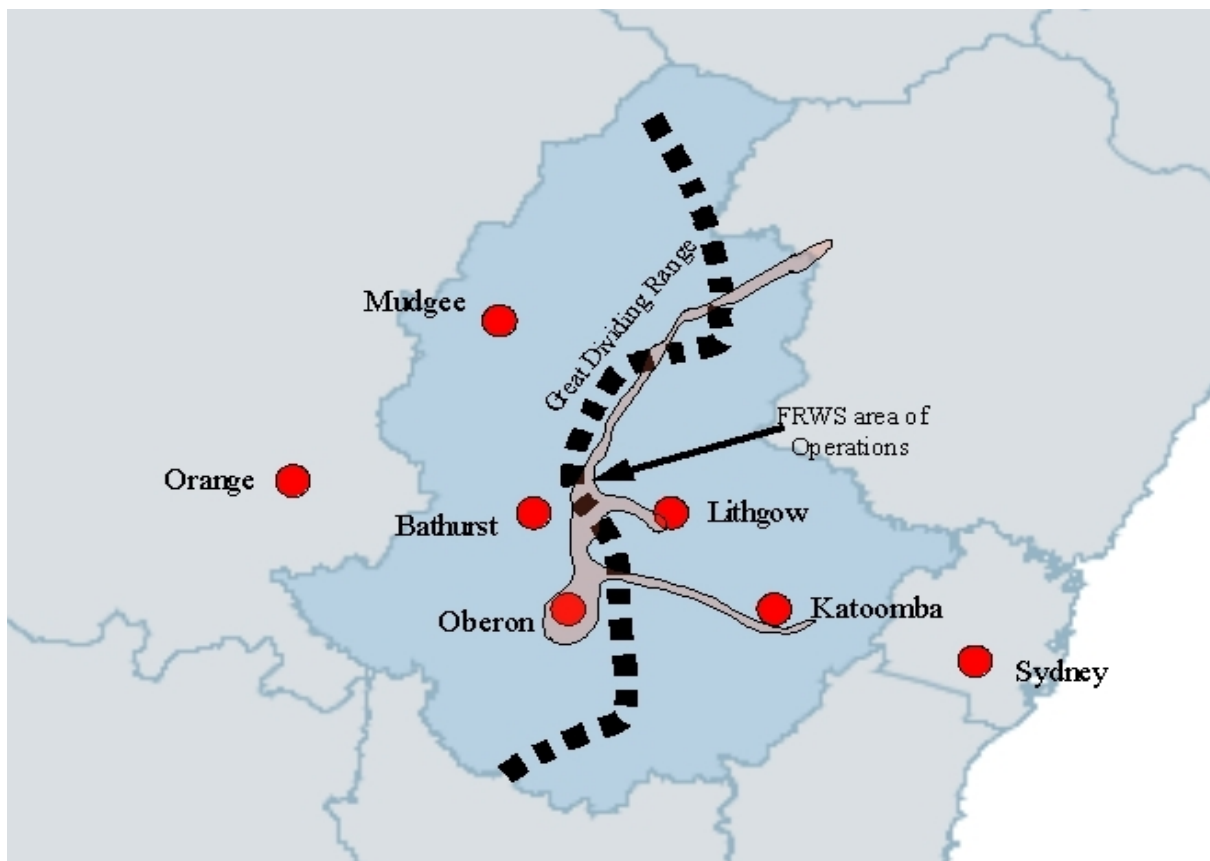 Great Dividing Range
Mudgee
FRWS area of
Operations
Orange
Bathurst
Lithgow
Oberon
Katoomba
Sydney